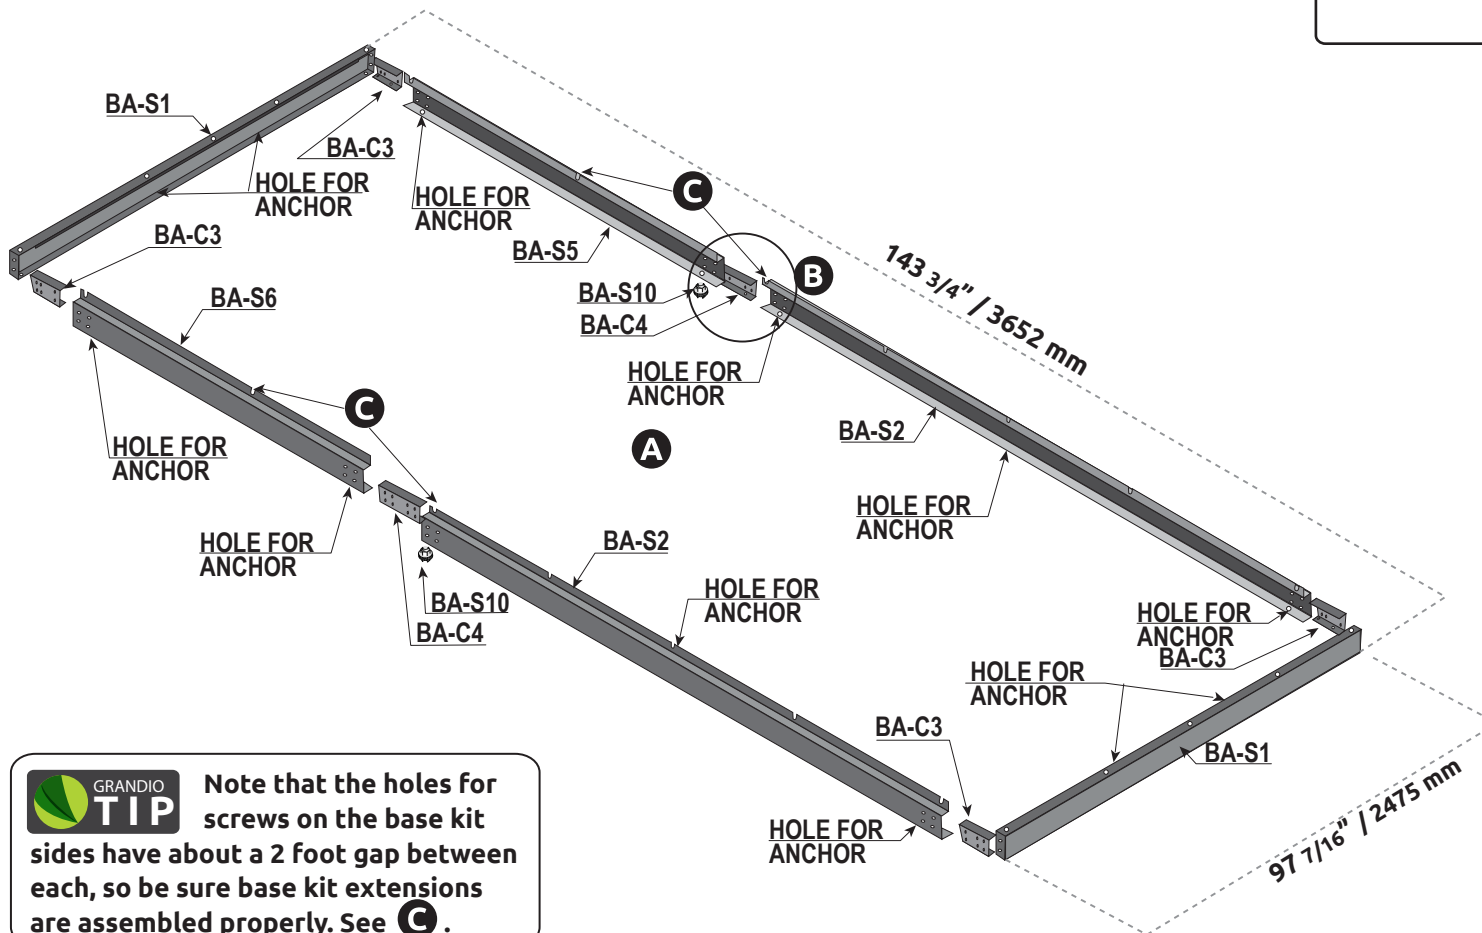 BA-S1
BA-C3
HOLE FOR
ANCHOR
HOLE FOR
ANCHOR
C
BA-C3
BA-S5
143 3/4" / 3652 mm
B
BA-S6
BA-S10
BA-C4
HOLE FOR
ANCHOR
C
BA-S2
HOLE FOR
ANCHOR
A
HOLE FOR
ANCHOR
HOLE FOR
ANCHOR
BA-S2
HOLE FOR
ANCHOR
BA-S10
BA-C4
HOLE FOR
ANCHOR
BA-C3
HOLE FOR
ANCHOR
BA-C3
BA-S1
97 7/16" / 2475 mm
HOLE FOR
ANCHOR
GRANDIO
TIP
Note that the holes for
screws on the base kit
sides have about a 2 foot gap between
each, so be sure base kit extensions
are assembled properly. See C .